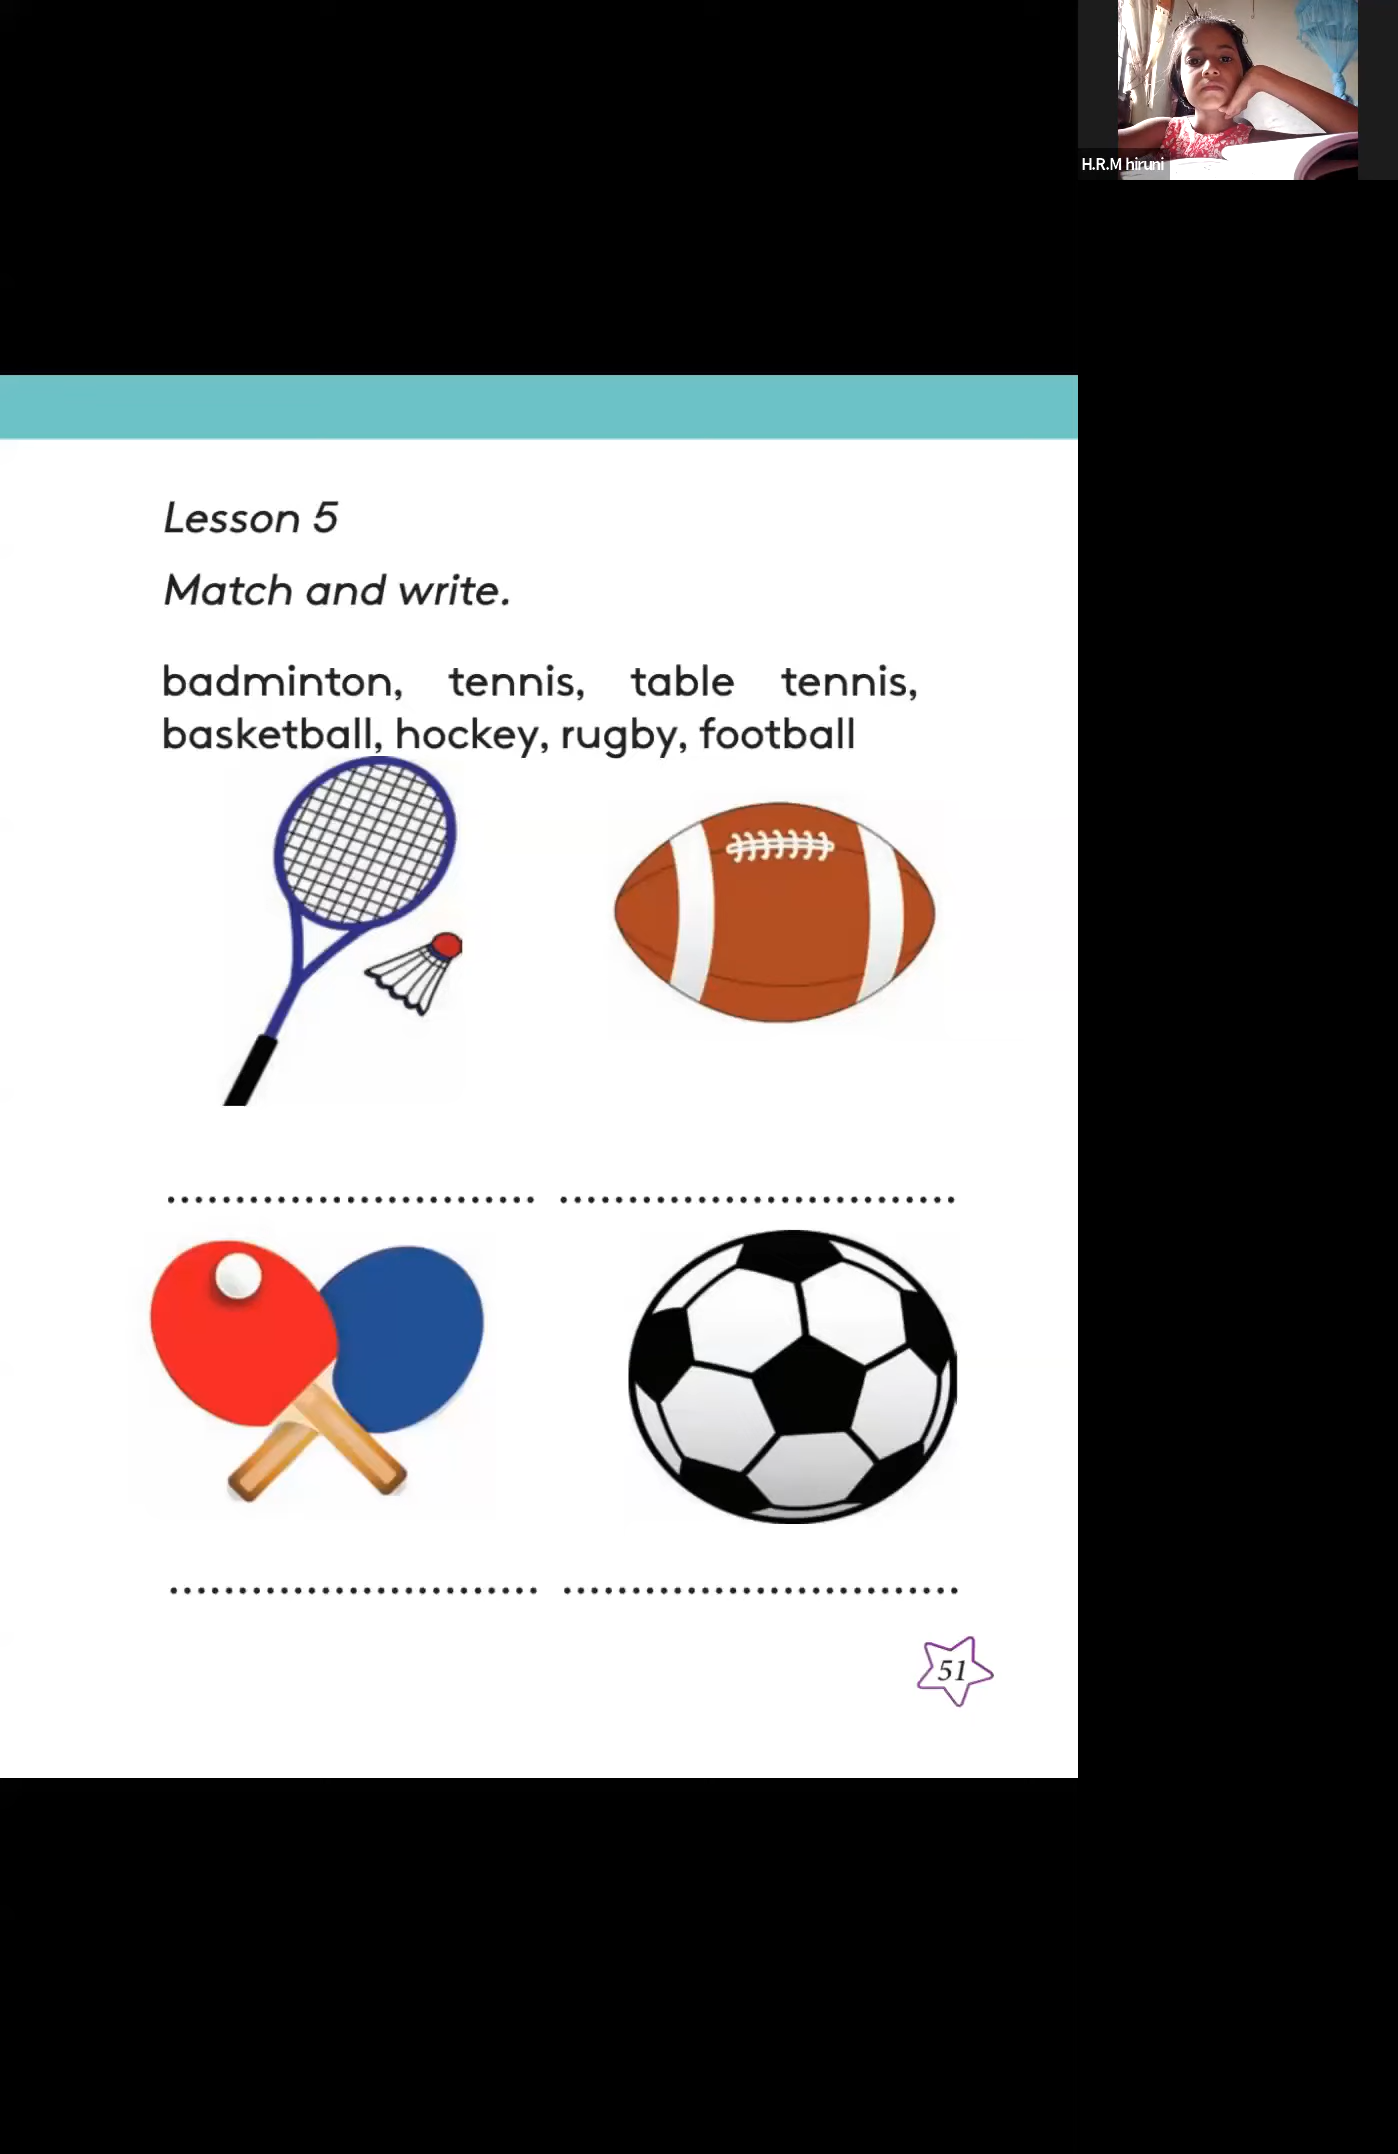 H.R.M hiruni
Lesson 5
Match and write.
badminton, tennis, table tennis,
basketball, hockey, rugby, football
51